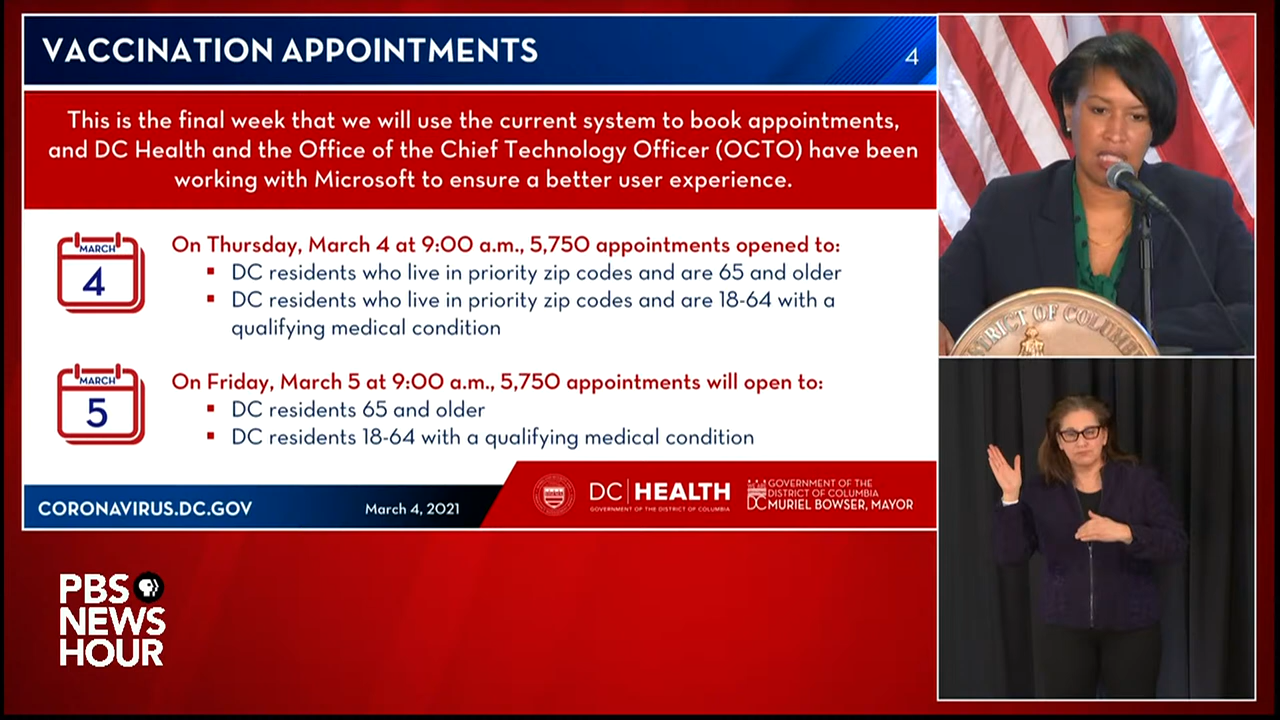 VACCINATION APPOINTMENTS
4
This is the final week that we will use the current system to book appointments,
and DC Health and the Office of the Chief Technology Officer (OCTO) have been
working with Microsoft to ensure a better user experience.
MARCH
4
On Thursday, March 4 at 9:00 a.m., 5,750 appointments opened to:
▪ DC residents who live in priority zip codes and are 65 and older
▪ DC residents who live in priority zip codes and are 18-64 with a
qualifying medical condition
MARCH
5
On Friday, March 5 at 9:00 a.m., 5,750 appointments will open to:
▪ DC residents 65 and older
▪ DC residents 18-64 with a qualifying medical condition
CORONAVIRUS.DC.GOV
March 4, 2021
DC HEALTH
GOVERNMENT OF THE DISTRICT OF COLUMBIA
WE ARE
DC
GOVERNMENT OF THE
DISTRICT OF COLUMBIA
MURIEL BOWSER, MAYOR
STRICT OF COLUM
PBS
NEWS
HOUR